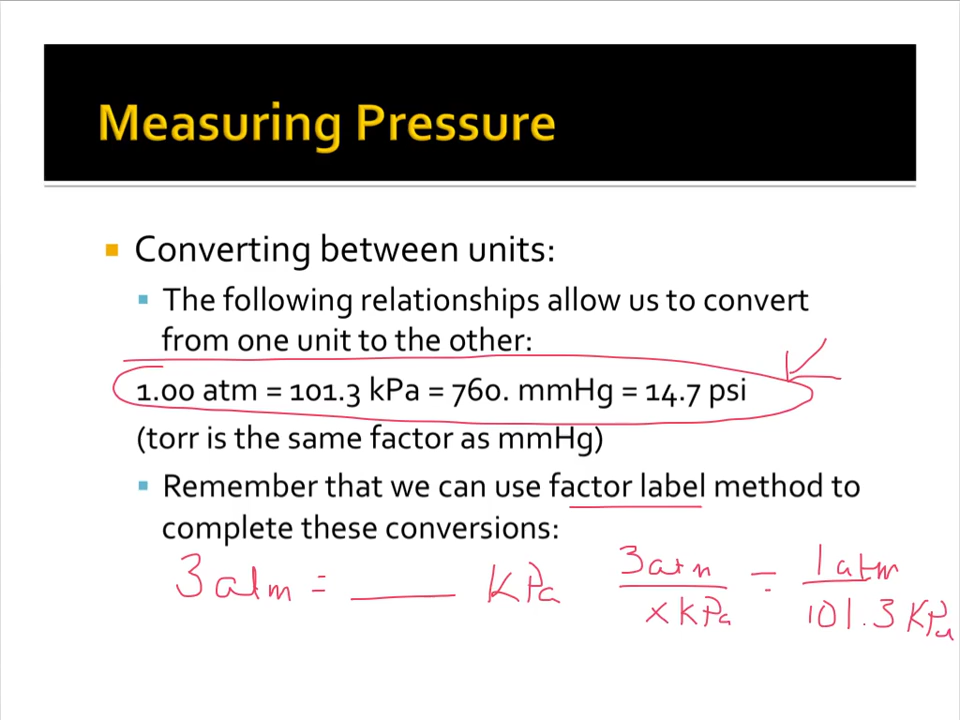 Measuring Pressure
Converting between units:
The following relationships allow us to convert
from one unit to the other:
1.00 atm = 101.3 kPa = 760. mmHg = 14.7 psi
(torr is the same factor as mmHg)
Remember that we can use factor label method to
complete these conversions:
3 atm = ____ KPa
3 atm / x KPa = 1 atm / 101.3 KPa